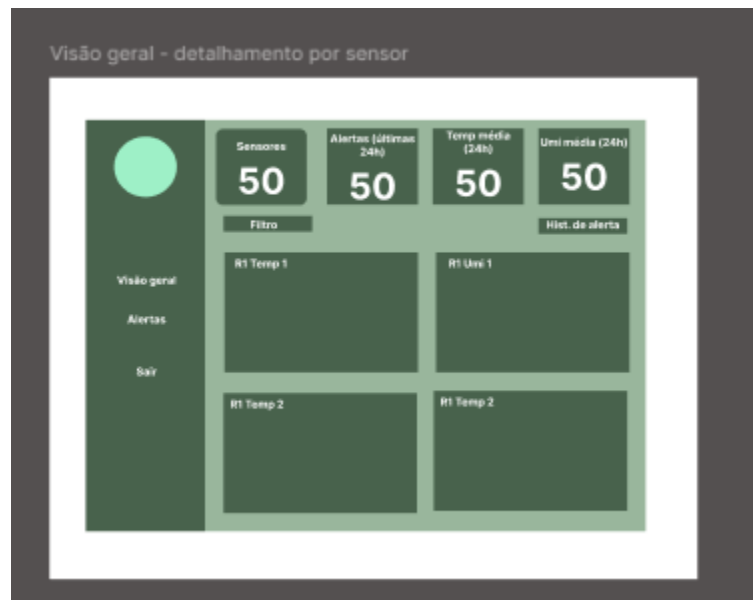 Visão geral - detalhamento por sensor
Sensores
50
Alertas (últimas
24h)
50
Temp média
(24h)
50
Umi média (24h)
50
Filtro
Hist. de alerta
Visão geral
Alertas
Sair
R1 Temp 1
R1 Umi 1
R1 Temp 2
R1 Temp 2